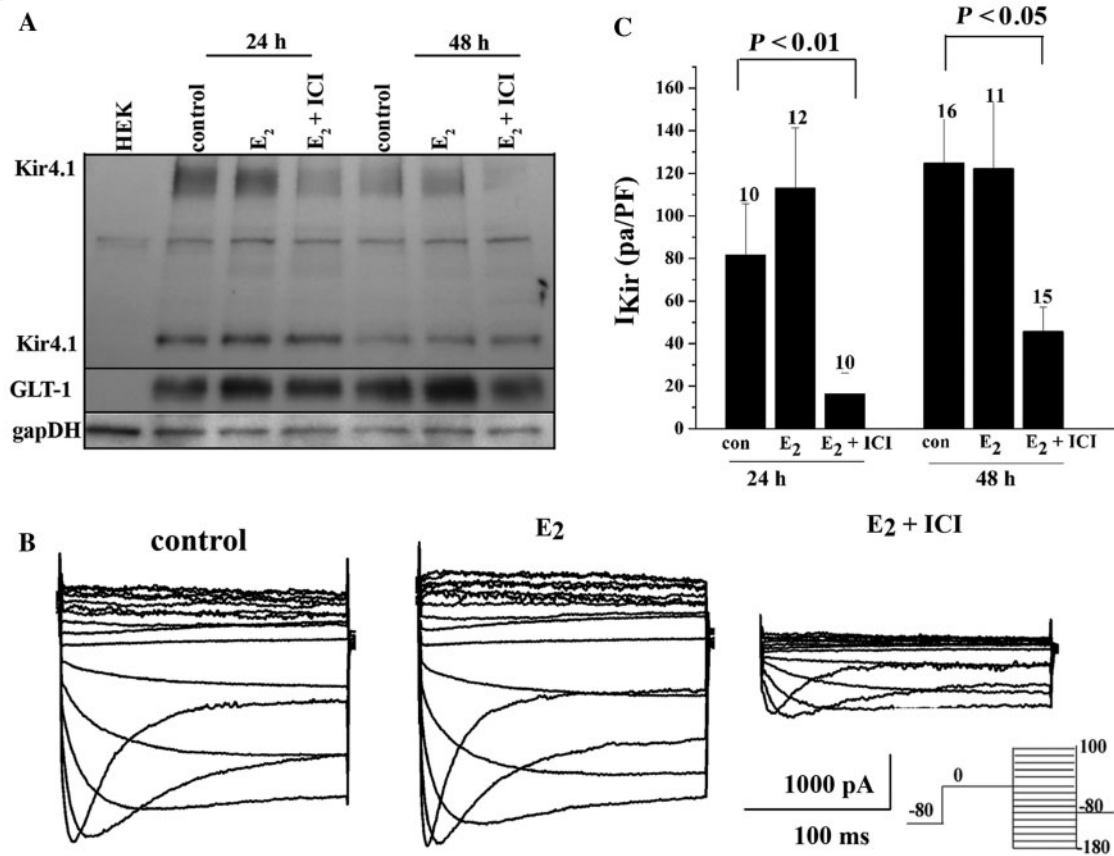 A
24 h
48 h
HEK
control
E₂
E₂ + ICI
control
E₂
E₂ + ICI
Kir4.1
Kir4.1
GLT-1
gapDH
C
P < 0.01
P < 0.05
IKir (pa/PF)
160
140
120
100
80
60
40
20
0
10
12
10
16
11
15
con
E₂
E₂ + ICI
con
E₂
E₂ + ICI
24 h
48 h
B
control
E₂
E₂ + ICI
1000 pA
100 ms
-80
0
100
-80
-180